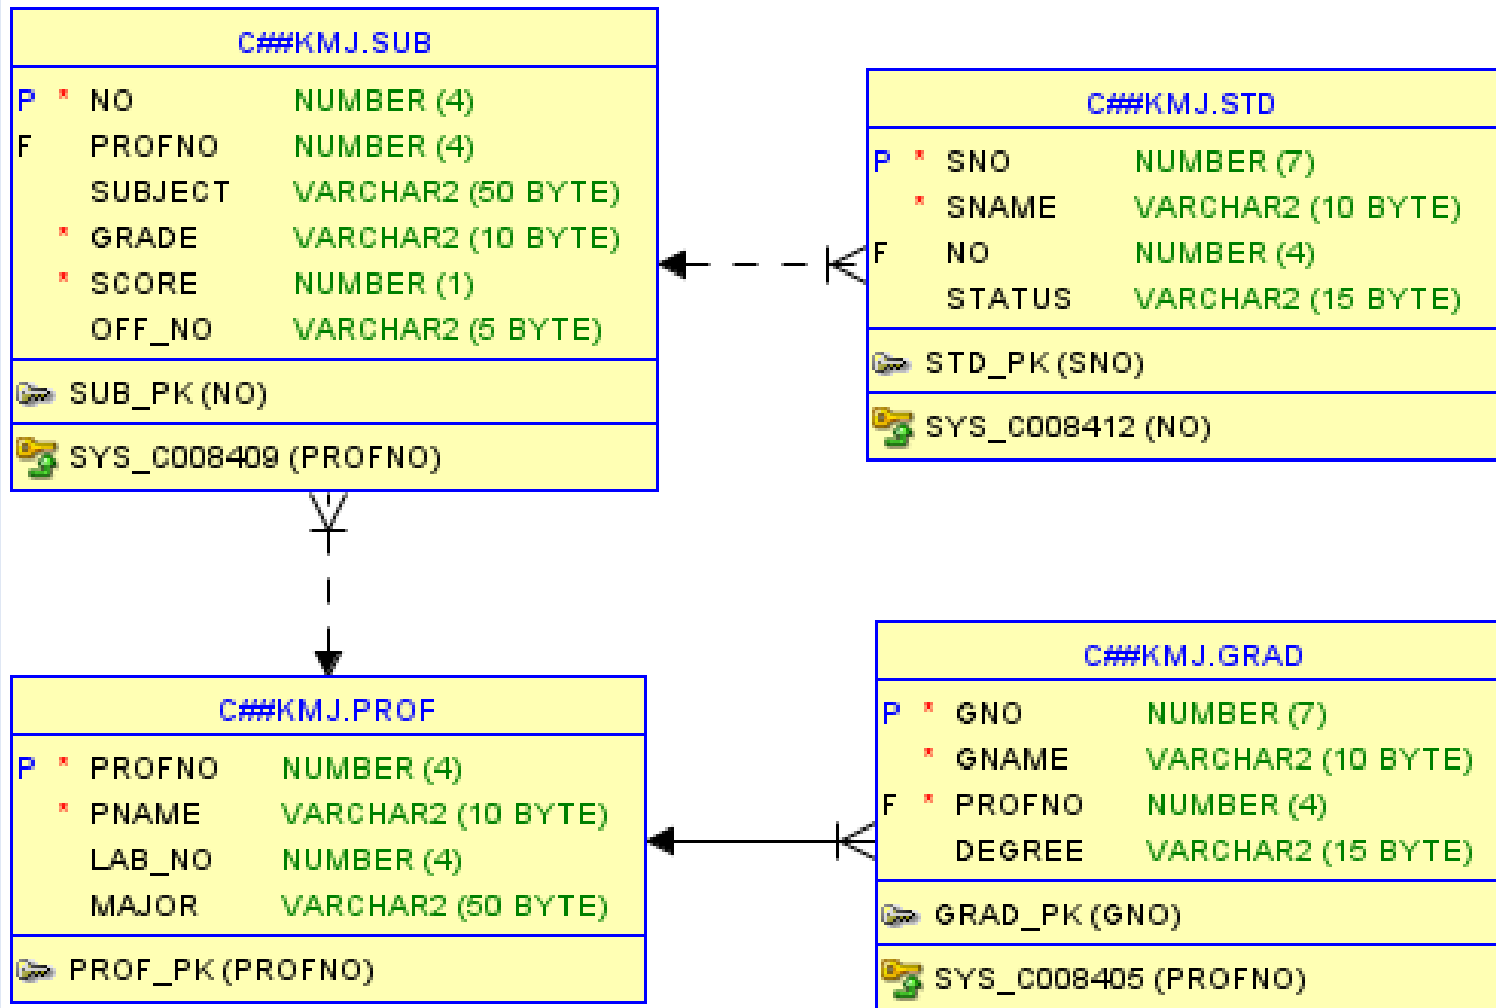 C##KMJ.SUB
P * NO NUMBER (4)
F PROFNO NUMBER (4)
SUBJECT VARCHAR2 (50 BYTE)
* GRADE VARCHAR2 (10 BYTE)
* SCORE NUMBER (1)
OFF_NO VARCHAR2 (5 BYTE)
SUB_PK (NO)
SYS_C008409 (PROFNO)
C##KMJ.STD
P * SNO NUMBER (7)
* SNAME VARCHAR2 (10 BYTE)
F NO NUMBER (4)
STATUS VARCHAR2 (15 BYTE)
STD_PK (SNO)
SYS_C008412 (NO)
C##KMJ.PROF
P * PROFNO NUMBER (4)
* PNAME VARCHAR2 (10 BYTE)
LAB_NO NUMBER (4)
MAJOR VARCHAR2 (50 BYTE)
PROF_PK (PROFNO)
C##KMJ.GRAD
P * GNO NUMBER (7)
* GNAME VARCHAR2 (10 BYTE)
F * PROFNO NUMBER (4)
DEGREE VARCHAR2 (15 BYTE)
GRAD_PK (GNO)
SYS_C008405 (PROFNO)